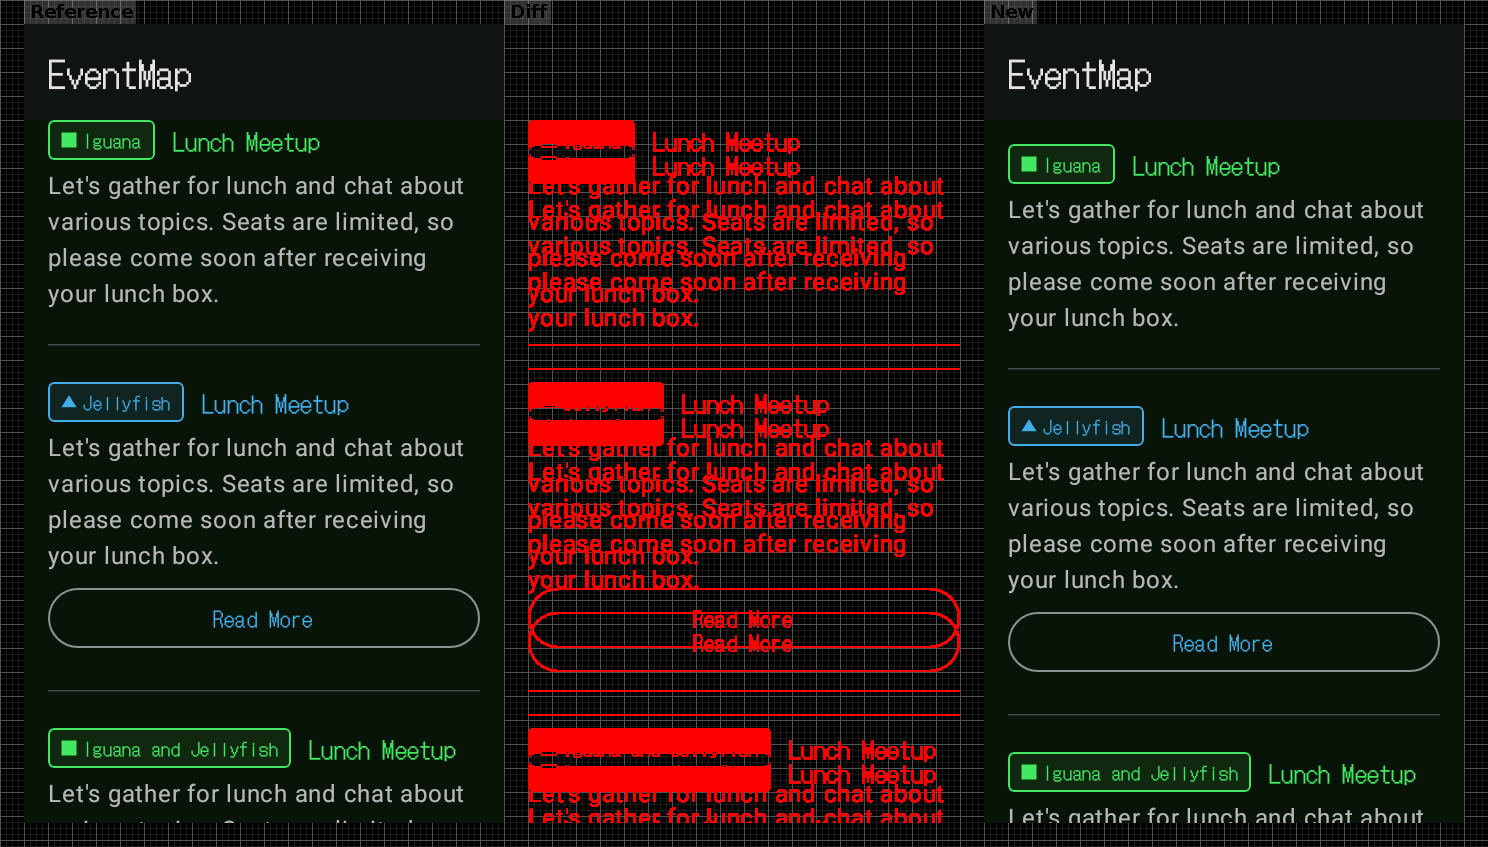 Reference
EventMap
Iguana Lunch Meetup
Let's gather for lunch and chat about
various topics. Seats are limited, so
please come soon after receiving
your lunch box.
Jellyfish Lunch Meetup
Let's gather for lunch and chat about
various topics. Seats are limited, so
please come soon after receiving
your lunch box.
Read More
Iguana and Jellyfish Lunch Meetup
Let's gather for lunch and chat about
Diff
Lunch Meetup
Lunch Meetup
Let's gather for lunch and chat about
Let's gather for lunch and chat about
various topics. Seats are limited, so
various topics. Seats are limited, so
please come soon after receiving
please come soon after receiving
your lunch box.
your lunch box.
Lunch Meetup
Lunch Meetup
Let's gather for lunch and chat about
Let's gather for lunch and chat about
various topics. Seats are limited, so
various topics. Seats are limited, so
please come soon after receiving
please come soon after receiving
your lunch box.
your lunch box.
Read More
Read More
Lunch Meetup
Lunch Meetup
Let's gather for lunch and chat about
Let's gather for lunch and chat about
New
EventMap
Iguana Lunch Meetup
Let's gather for lunch and chat about
various topics. Seats are limited, so
please come soon after receiving
your lunch box.
Jellyfish Lunch Meetup
Let's gather for lunch and chat about
various topics. Seats are limited, so
please come soon after receiving
your lunch box.
Read More
Iguana and Jellyfish Lunch Meetup
Let's gather for lunch and chat about